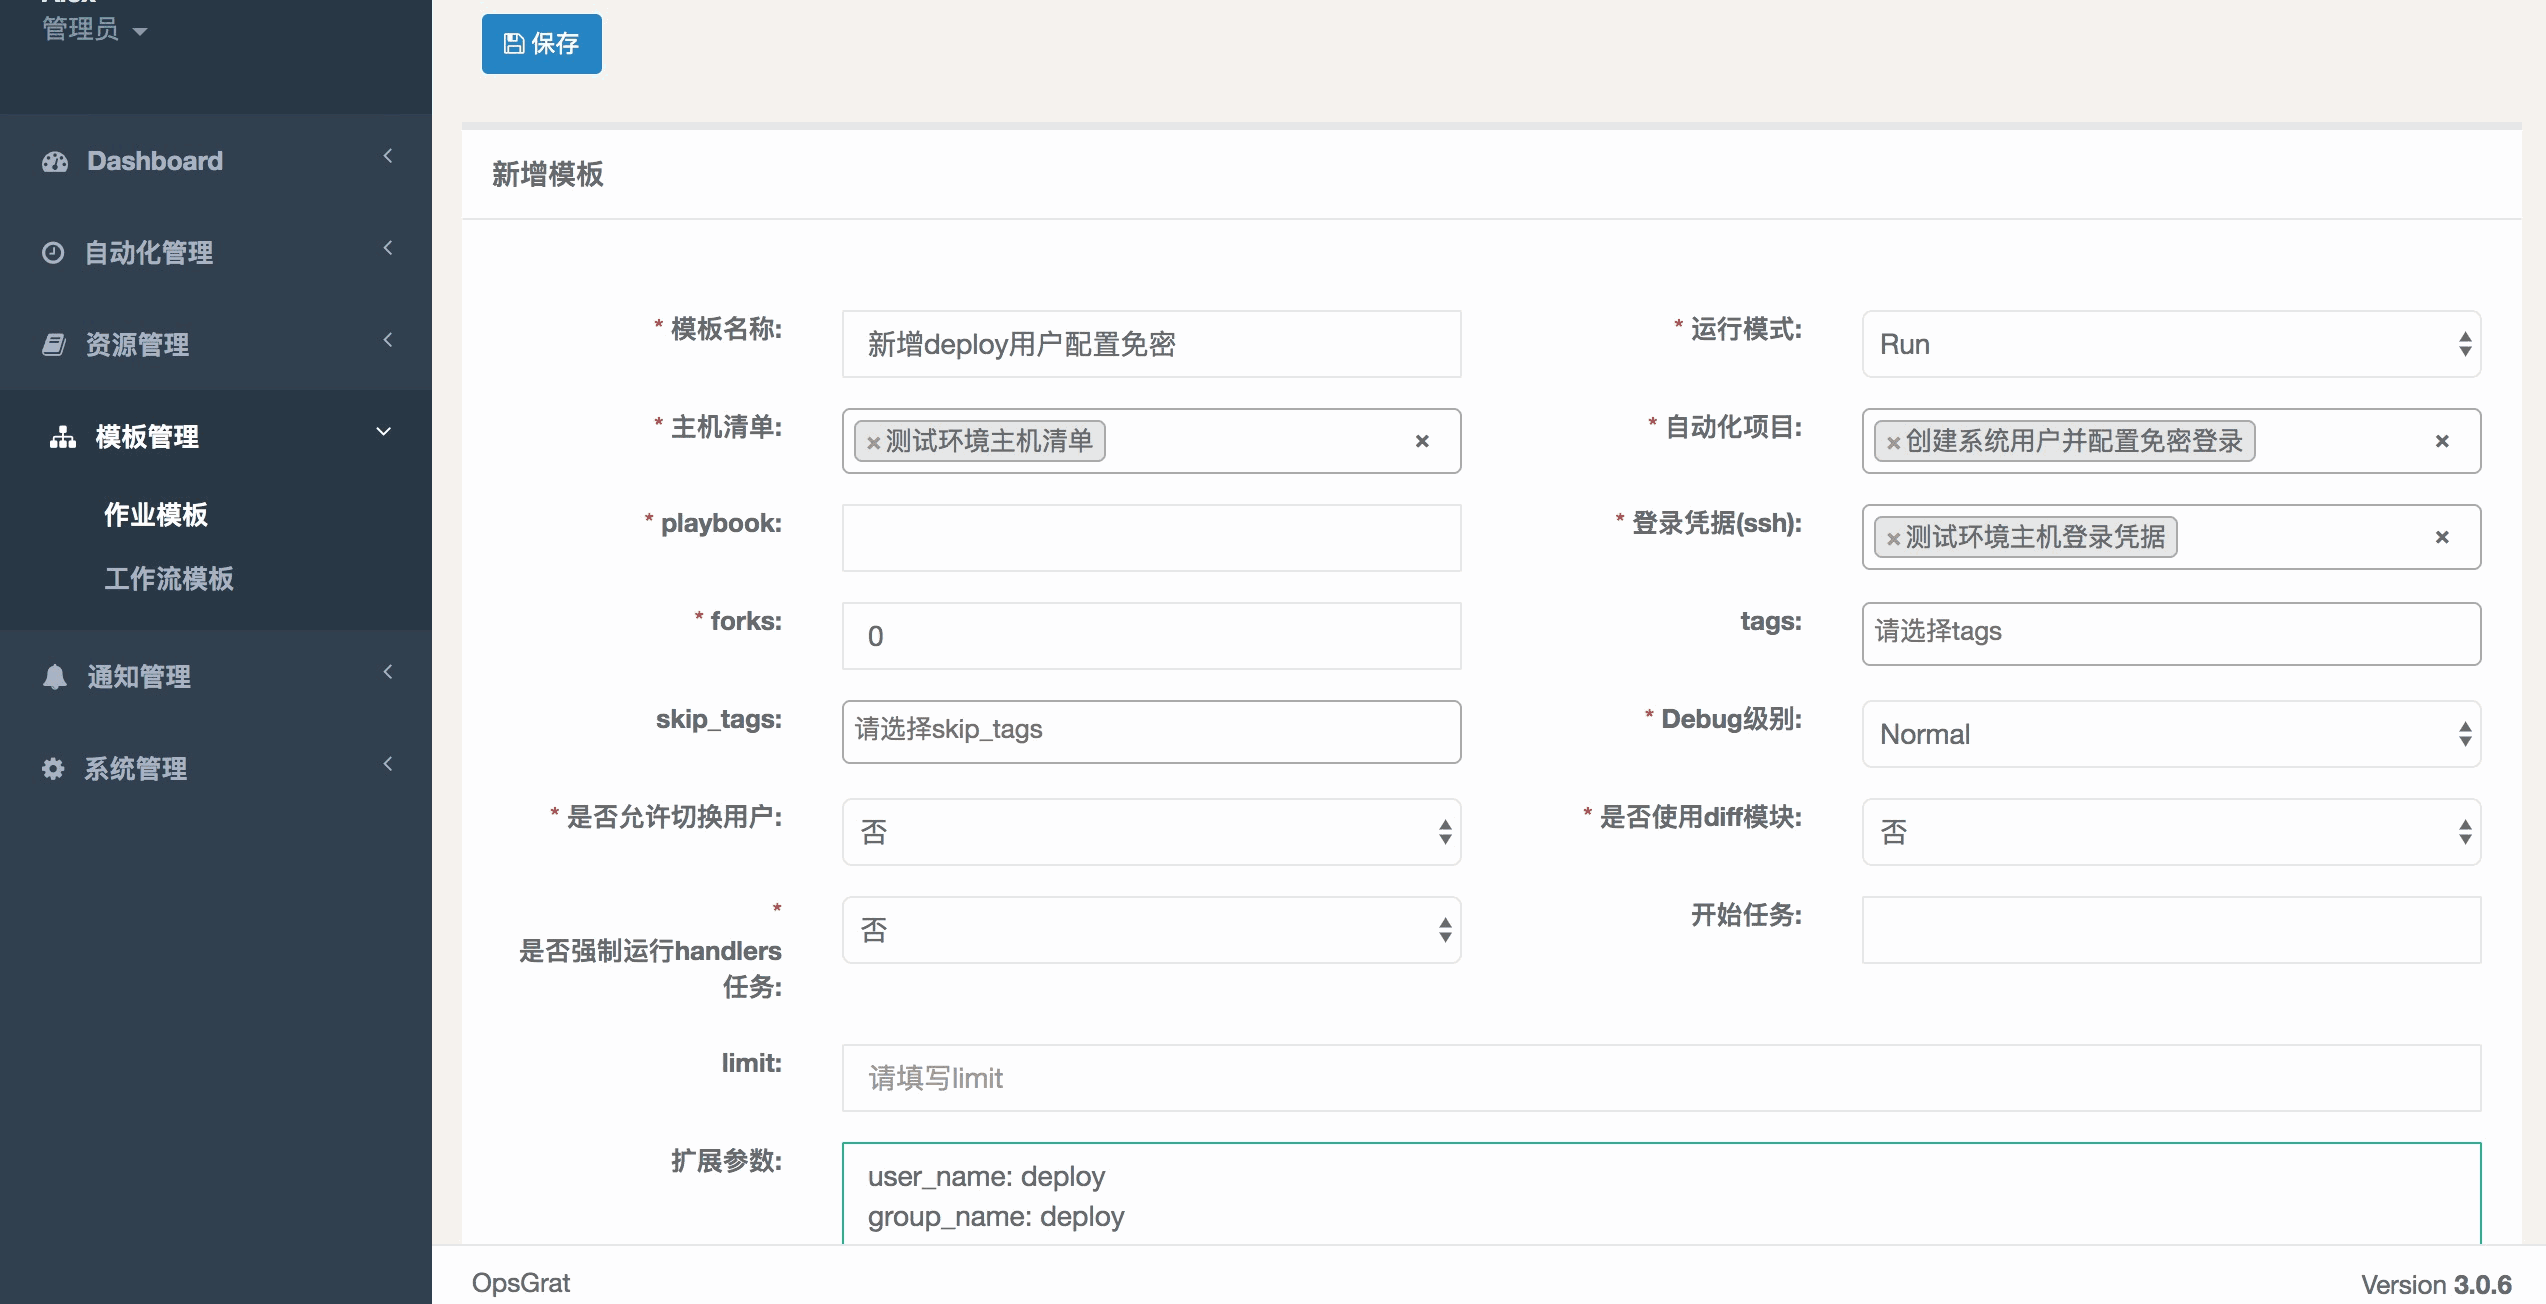 管理员
Dashboard
自动化管理
资源管理
模板管理
作业模板
工作流模板
通知管理
系统管理
保存
新增模板
* 模板名称:
新增deploy用户配置免密
* 运行模式:
Run
* 主机清单:
×测试环境主机清单 ×
* 自动化项目:
×创建系统用户并配置免密登录 ×
* playbook:
* 登录凭据(ssh):
×测试环境主机登录凭据 ×
* forks:
0
tags:
请选择tags
skip_tags:
请选择skip_tags
* Debug级别:
Normal
* 是否允许切换用户:
否
* 是否使用diff模块:
否
*
是否强制运行handlers
任务:
否
开始任务:
limit:
请填写limit
扩展参数:
user_name: deploy
group_name: deploy
OpsGrat
Version 3.0.6